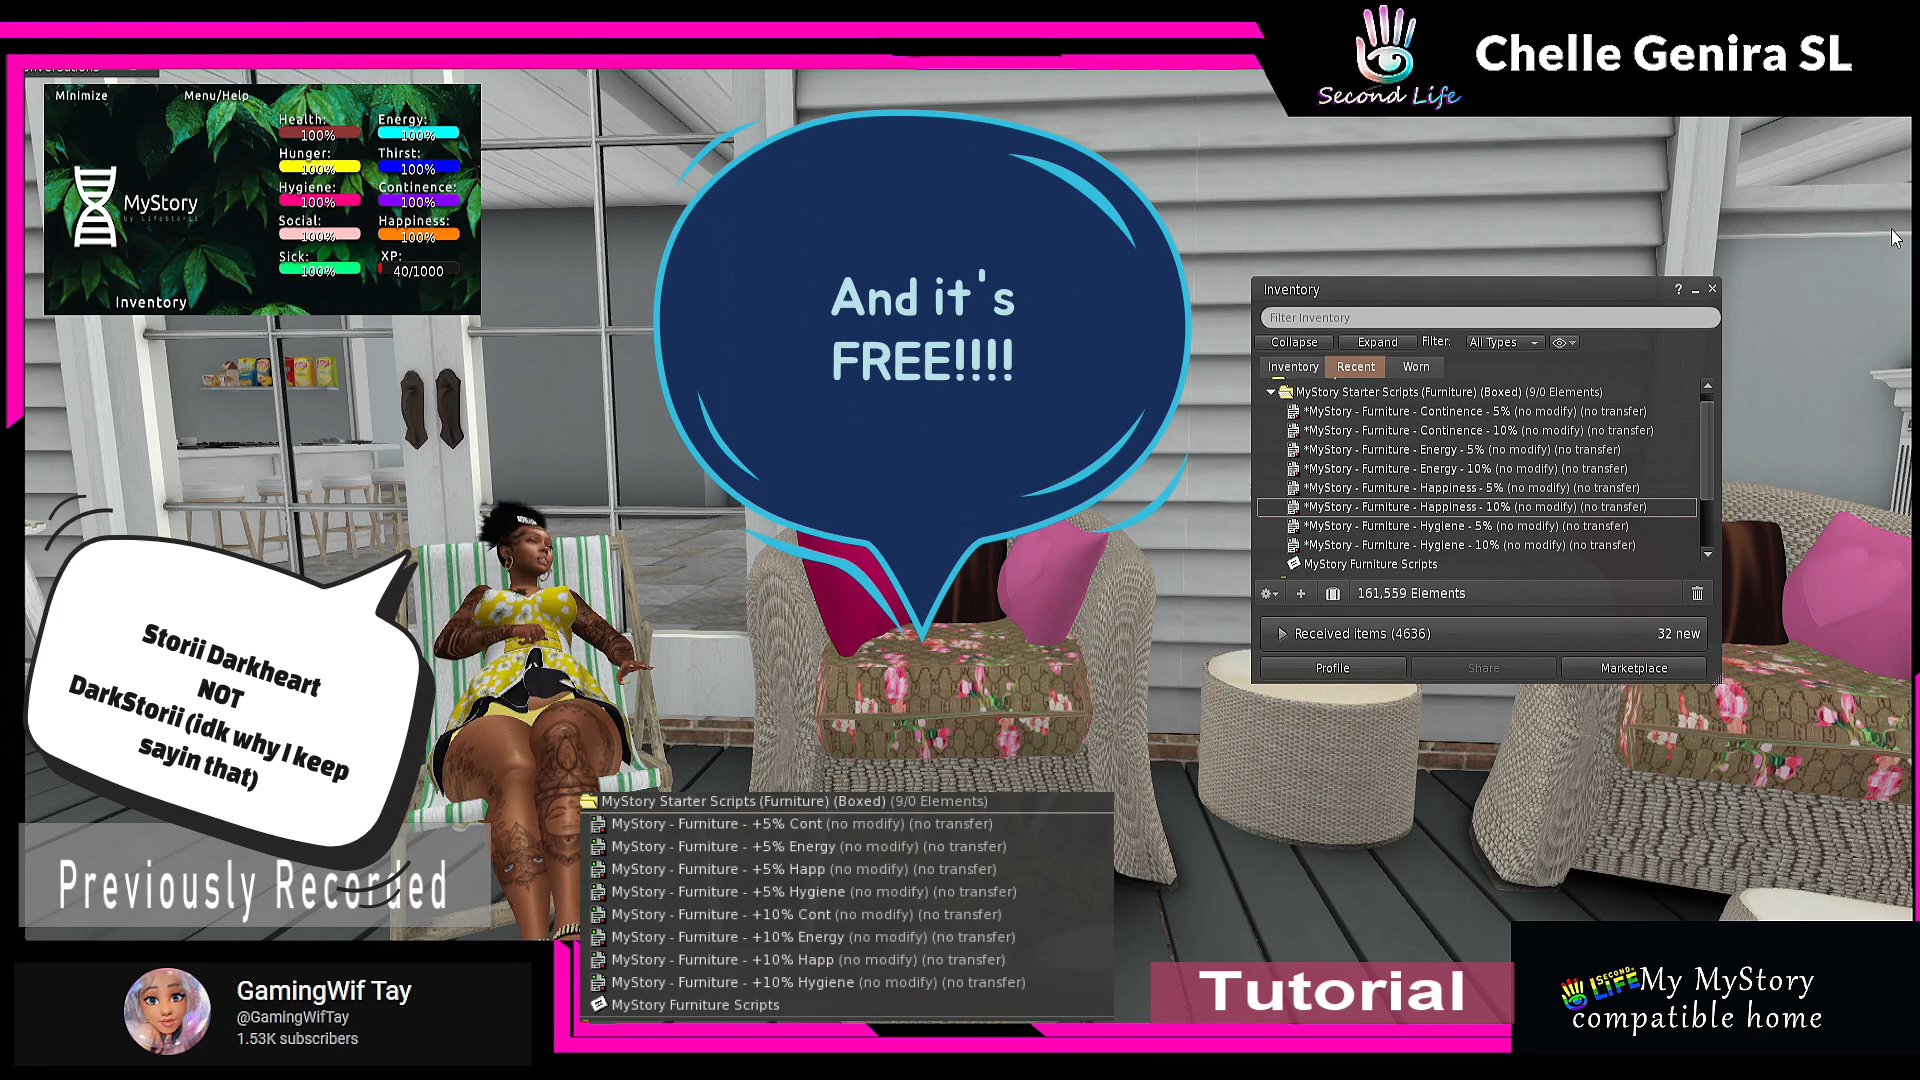 Chelle Genira SL
Second Life
Minimize
Menu/Help
Health:
100%
Energy:
100%
Hunger:
100%
Thirst:
100%
Hygiene:
100%
Continence:
100%
Social:
100%
Happiness:
100%
Sick:
100%
XP:
40/1000
MyStory
Inventory
And it's
FREE!!!!
Inventory
Filter Inventory
Collapse
Expand
Filter:
All Types
Inventory
Recent
Worn
MyStory Starter Scripts (Furniture) (Boxed) (9/0 Elements)
*MyStory - Furniture - Continence - 5% (no modify) (no transfer)
*MyStory - Furniture - Continence - 10% (no modify) (no transfer)
*MyStory - Furniture - Energy - 5% (no modify) (no transfer)
*MyStory - Furniture - Energy - 10% (no modify) (no transfer)
*MyStory - Furniture - Happiness - 5% (no modify) (no transfer)
*MyStory - Furniture - Happiness - 10% (no modify) (no transfer)
*MyStory - Furniture - Hygiene - 5% (no modify) (no transfer)
*MyStory - Furniture - Hygiene - 10% (no modify) (no transfer)
MyStory Furniture Scripts
161,559 Elements
Received items (4636)
32 new
Profile
Share
Marketplace
Storii Darkheart
NOT
DarkStorii (idk why I keep
sayin that)
Previously Recorded
MyStory Starter Scripts (Furniture) (Boxed) (9/0 Elements)
MyStory - Furniture - +5% Cont (no modify) (no transfer)
MyStory - Furniture - +5% Energy (no modify) (no transfer)
MyStory - Furniture - +5% Happ (no modify) (no transfer)
MyStory - Furniture - +5% Hygiene (no modify) (no transfer)
MyStory - Furniture - +10% Cont (no modify) (no transfer)
MyStory - Furniture - +10% Energy (no modify) (no transfer)
MyStory - Furniture - +10% Happ (no modify) (no transfer)
MyStory - Furniture - +10% Hygiene (no modify) (no transfer)
MyStory Furniture Scripts
GamingWif Tay
@GamingWifTay
1.53K subscribers
Tutorial
SECOND
LIFE
My MyStory
compatible home